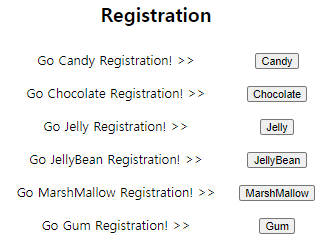 Registration
Go Candy Registration! >> Candy
Go Chocolate Registration! >> Chocolate
Go Jelly Registration! >> Jelly
Go JellyBean Registration! >> JellyBean
Go MarshMallow Registration! >> MarshMallow
Go Gum Registration! >> Gum